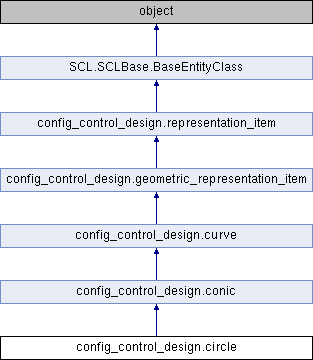 object
SCL.SCLBase.BaseEntityClass
config_control_design.representation_item
config_control_design.geometric_representation_item
config_control_design.curve
config_control_design.conic
config_control_design.circle